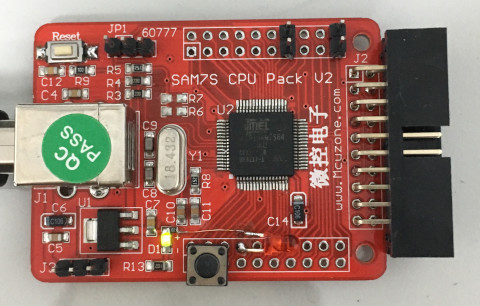 Reset
JP1
60777
SAM7S CPU Pack V2
J2
C12
R9
R5
R4
R3
C4
R7
R6
U7
ATMEL
QC
PASS
C9
18.432
Y1
R8
C8
微控电子
www.mcuzone.com
J1
U1
C6
C5
C7
C10
C11
C14
D1
R13